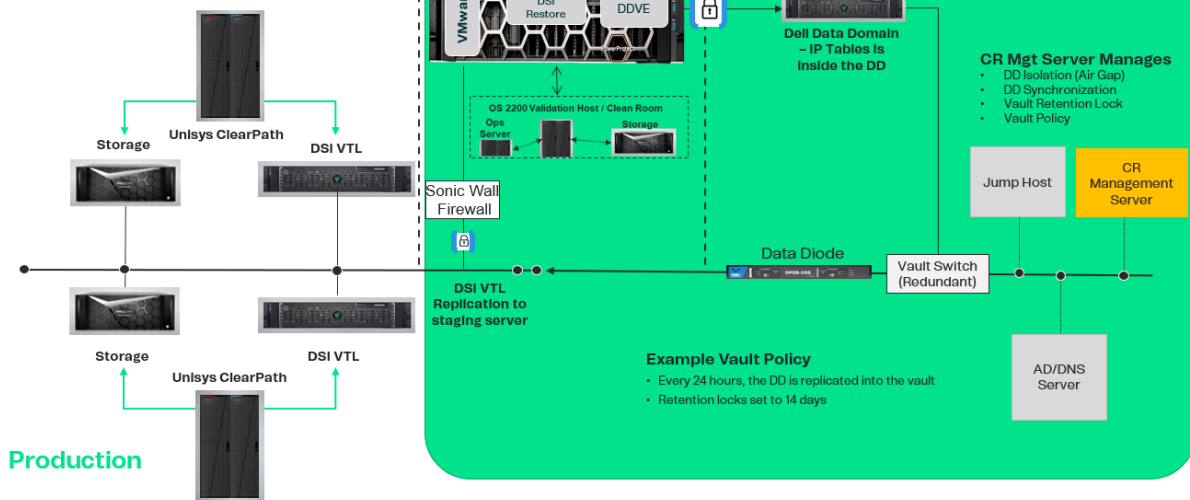 VMwar
DSI
Restore
DDVE
PowerProtect
Dell Data Domain
– IP Tables is
inside the DD
CR Mgt Server Manages
• DD Isolation (Air Gap)
• DD Synchronization
• Vault Retention Lock
• Vault Policy
OS 2200 Validation Host / Clean Room
Ops
Server
Storage
Unisys ClearPath
Storage
DSI VTL
Sonic Wall
Firewall
Jump Host
CR
Management
Server
Data Diode
Vault Switch
(Redundant)
DSI VTL
Replication to
staging server
Storage
DSI VTL
Unisys ClearPath
Example Vault Policy
• Every 24 hours, the DD is replicated into the vault
• Retention locks set to 14 days
AD/DNS
Server
Production